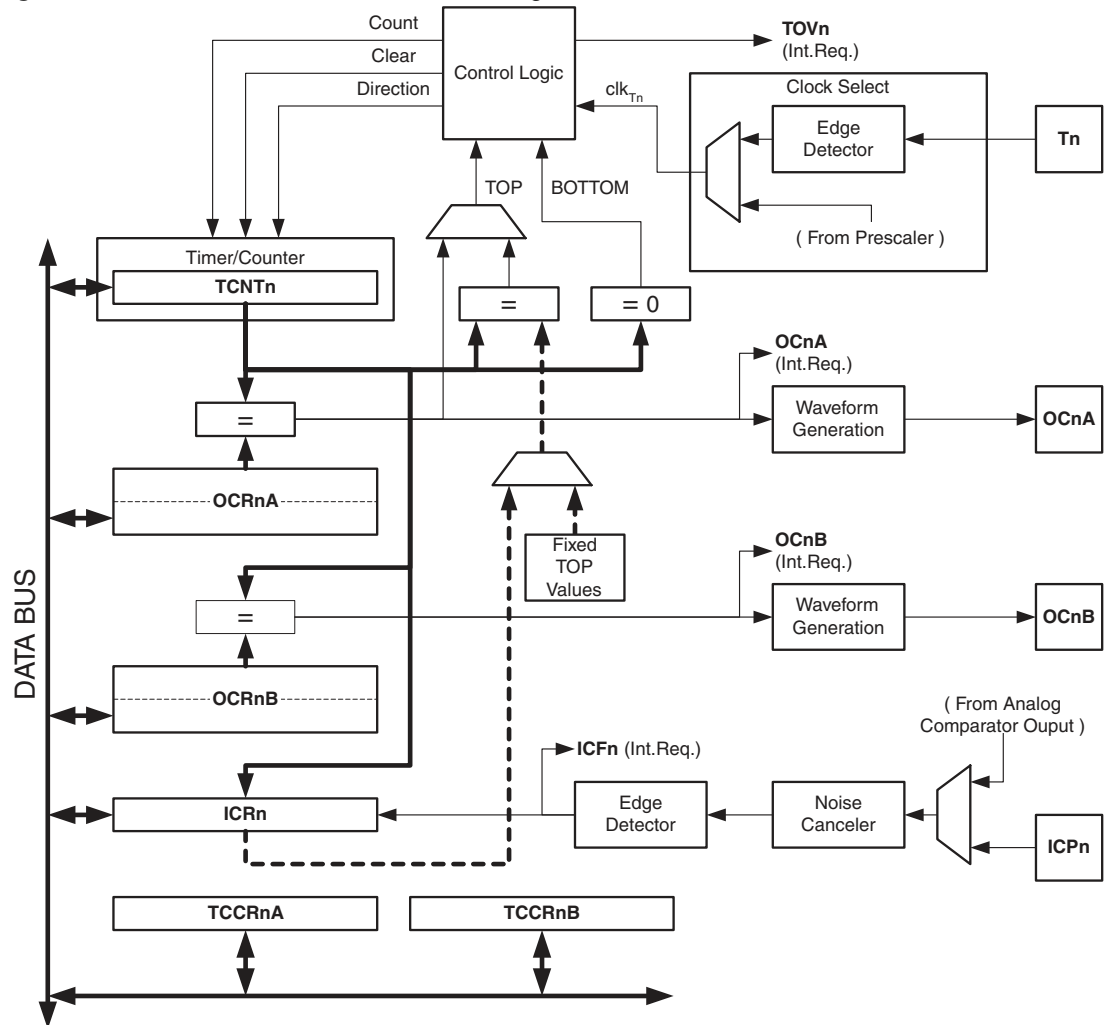 Count
Clear
Direction
Control Logic
TOVn
(Int.Req.)
clkTn
Clock Select
Edge
Detector
Tn
( From Prescaler )
TOP
BOTTOM
Timer/Counter
TCNTn
=
= 0
OCnA
(Int.Req.)
=
Waveform
Generation
OCnA
OCRnA
Fixed
TOP
Values
OCnB
(Int.Req.)
=
Waveform
Generation
OCnB
OCRnB
DATA BUS
( From Analog
Comparator Ouput )
ICFn (Int.Req.)
ICRn
Edge
Detector
Noise
Canceler
ICPn
TCCRnA
TCCRnB